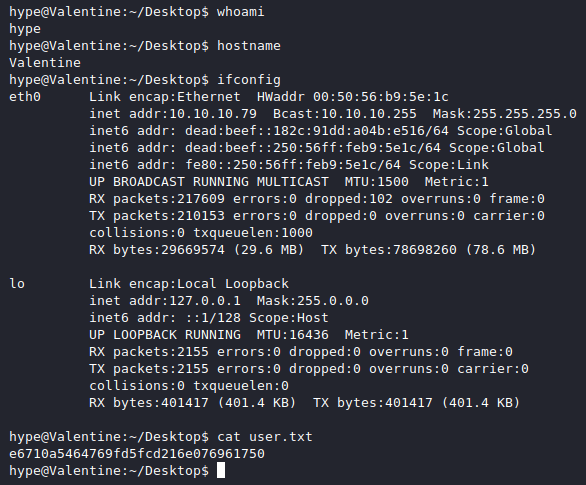 hype@Valentine:~/Desktop$ whoami
hype
hype@Valentine:~/Desktop$ hostname
Valentine
hype@Valentine:~/Desktop$ ifconfig
eth0      Link encap:Ethernet  HWaddr 00:50:56:b9:5e:1c
          inet addr:10.10.10.79  Bcast:10.10.10.255  Mask:255.255.255.0
          inet6 addr: dead:beef::182c:91dd:a04b:e516/64 Scope:Global
          inet6 addr: dead:beef::250:56ff:feb9:5e1c/64 Scope:Global
          inet6 addr: fe80::250:56ff:feb9:5e1c/64 Scope:Link
          UP BROADCAST RUNNING MULTICAST  MTU:1500  Metric:1
          RX packets:217609 errors:0 dropped:102 overruns:0 frame:0
          TX packets:210153 errors:0 dropped:0 overruns:0 carrier:0
          collisions:0 txqueuelen:1000
          RX bytes:29669574 (29.6 MB)  TX bytes:78698260 (78.6 MB)

lo        Link encap:Local Loopback
          inet addr:127.0.0.1  Mask:255.0.0.0
          inet6 addr: ::1/128 Scope:Host
          UP LOOPBACK RUNNING  MTU:16436  Metric:1
          RX packets:2155 errors:0 dropped:0 overruns:0 frame:0
          TX packets:2155 errors:0 dropped:0 overruns:0 carrier:0
          collisions:0 txqueuelen:0
          RX bytes:401417 (401.4 KB)  TX bytes:401417 (401.4 KB)

hype@Valentine:~/Desktop$ cat user.txt
e6710a5464769fd5fcd216e076961750
hype@Valentine:~/Desktop$